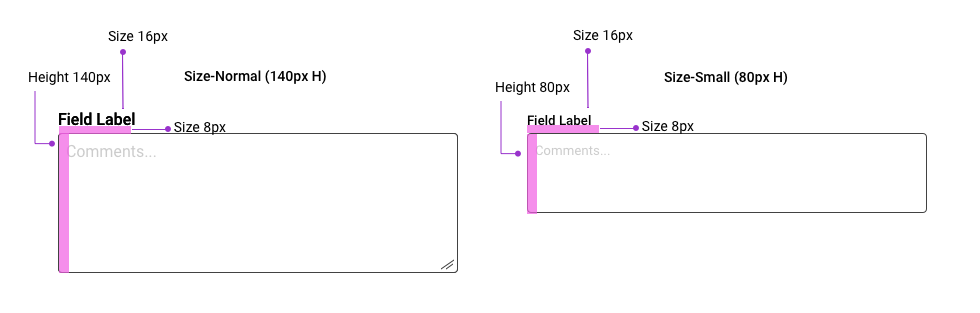 Size 16px
Height 140px
Size-Normal (140px H)
Field Label
Size 8px
Comments...
Size 16px
Height 80px
Size-Small (80px H)
Field Label
Size 8px
Comments...